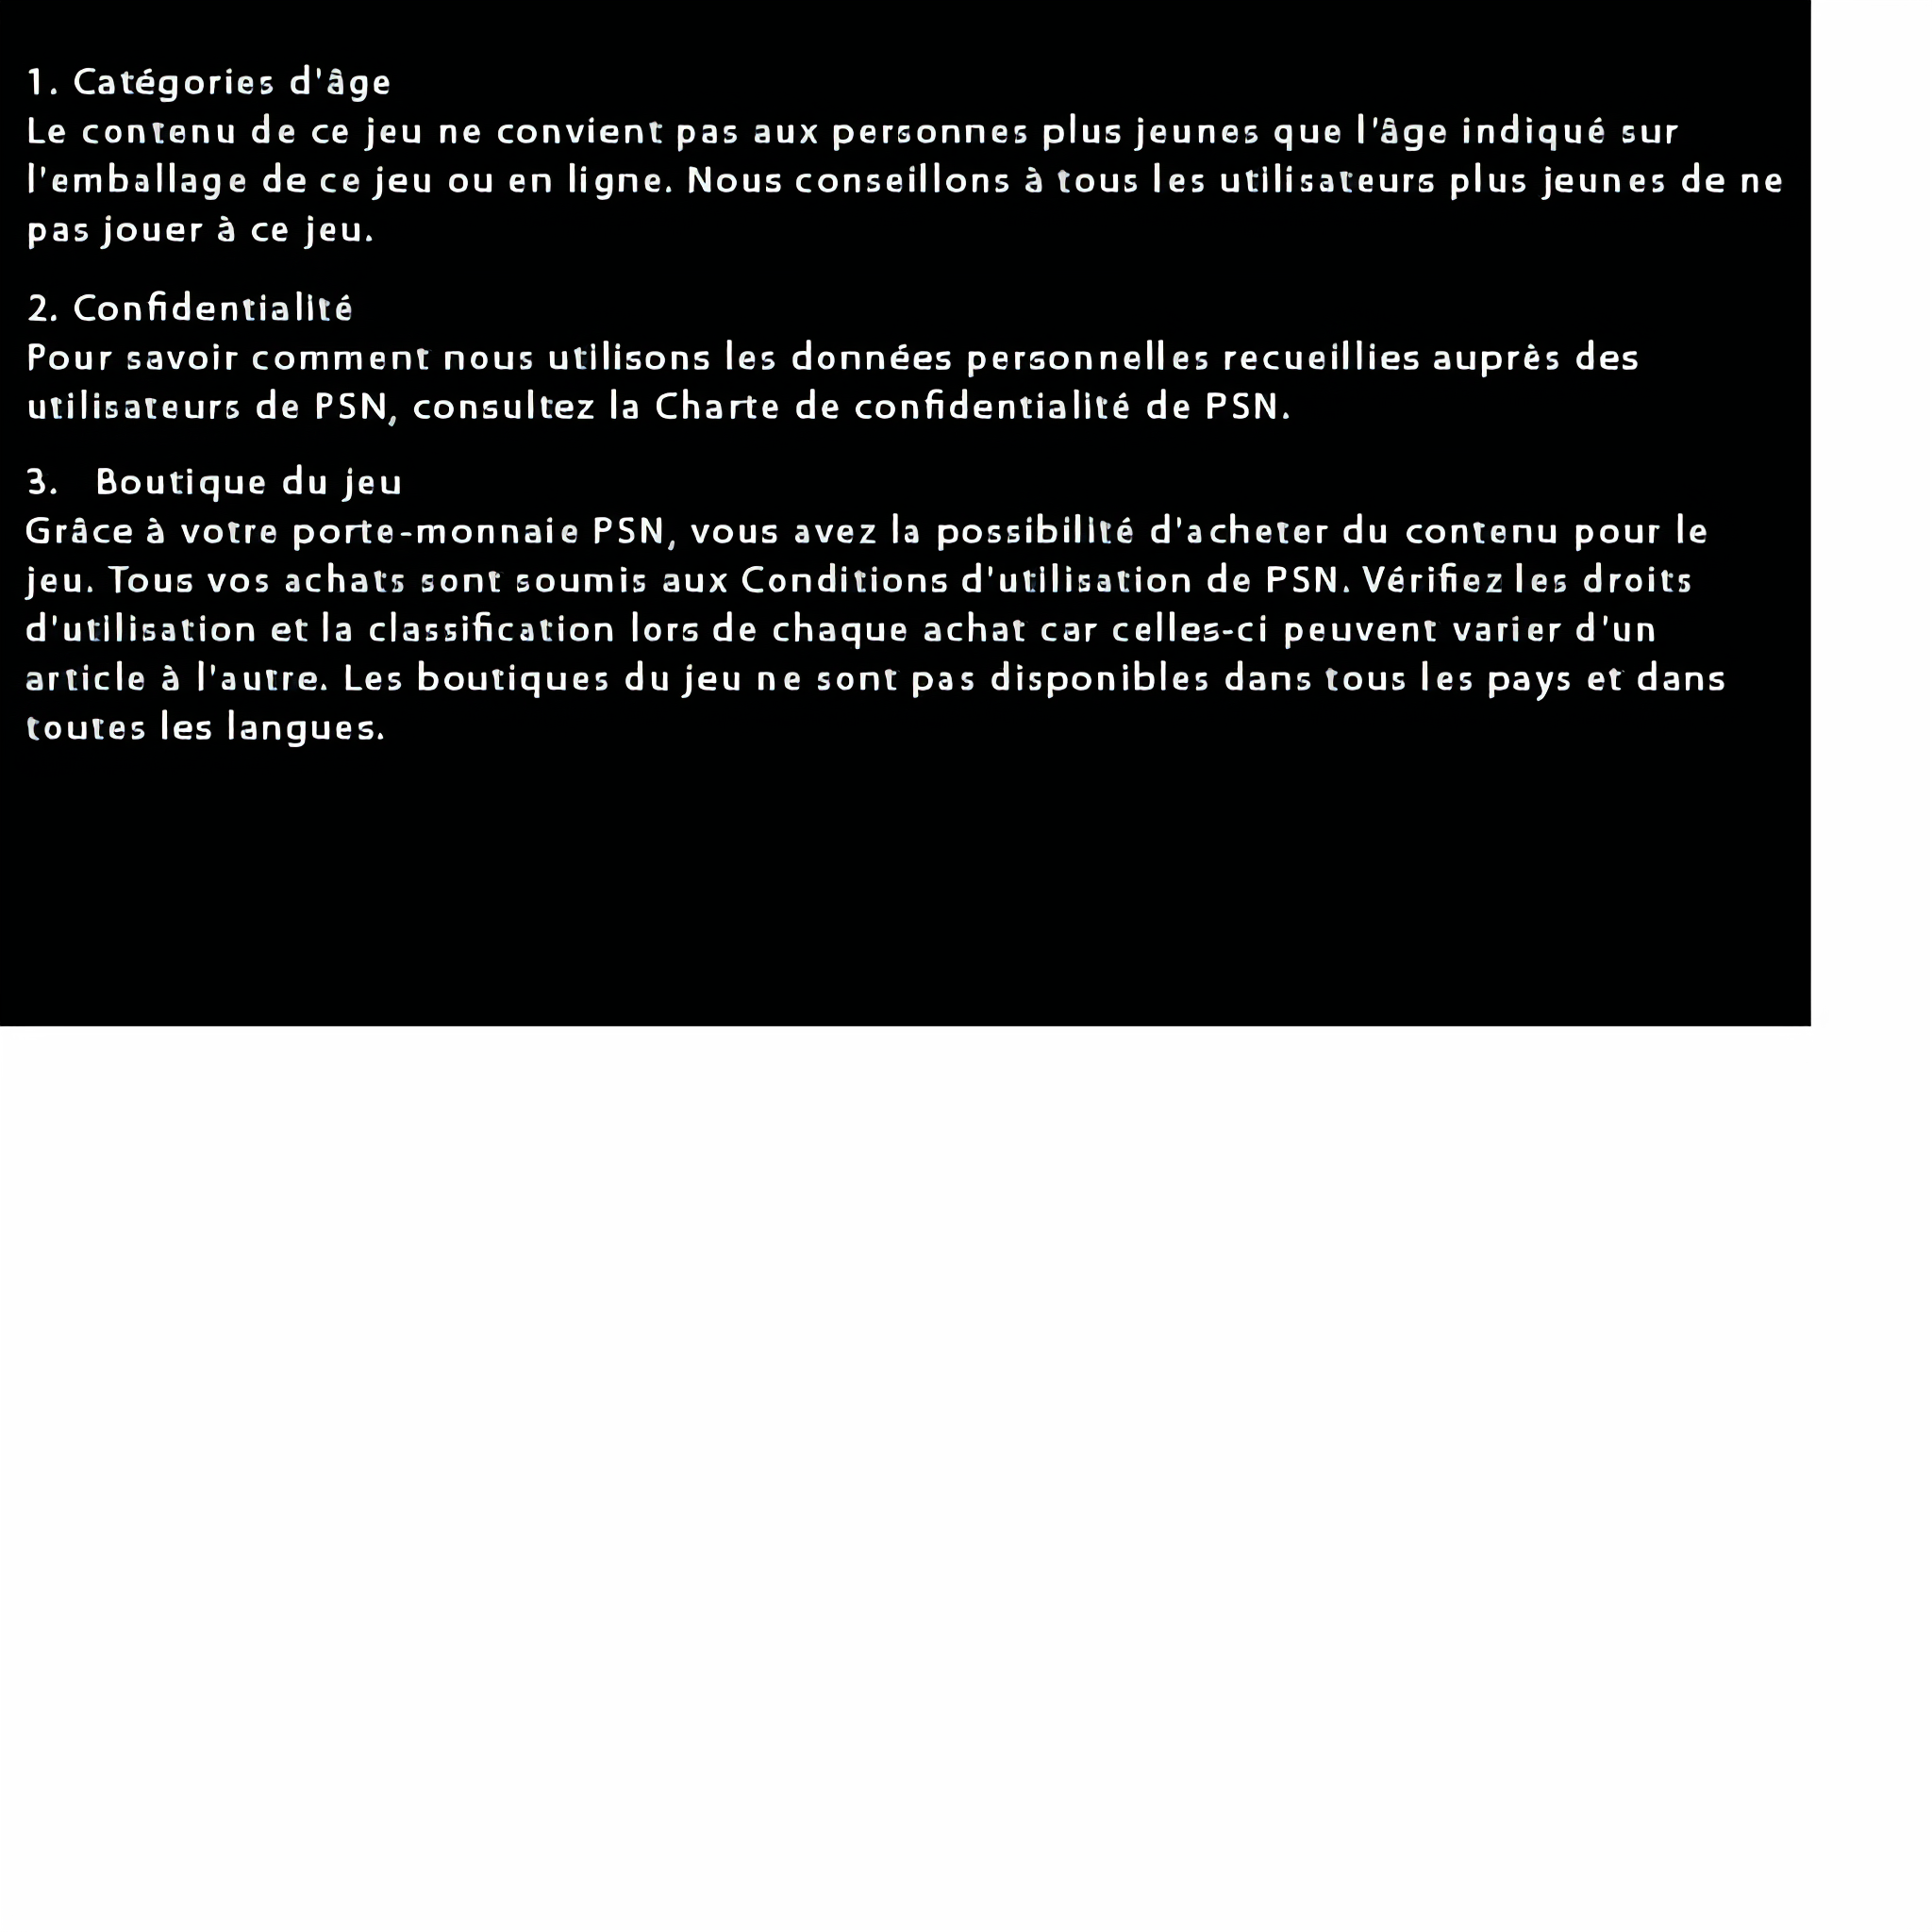 1. Catégories d'âge
Le contenu de ce jeu ne convient pas aux personnes plus jeunes que l'âge indiqué sur
l'emballage de ce jeu ou en ligne. Nous conseillons à tous les utilisateurs plus jeunes de ne
pas jouer à ce jeu.
2. Confidentialité
Pour savoir comment nous utilisons les données personnelles recueillies auprès des
utilisateurs de PSN, consultez la Charte de confidentialité de PSN.
3. Boutique du jeu
Grâce à votre porte-monnaie PSN, vous avez la possibilité d'acheter du contenu pour le
jeu. Tous vos achats sont soumis aux Conditions d'utilisation de PSN. Vérifiez les droits
d'utilisation et la classification lors de chaque achat car celles-ci peuvent varier d'un
article à l'autre. Les boutiques du jeu ne sont pas disponibles dans tous les pays et dans
toutes les langues.